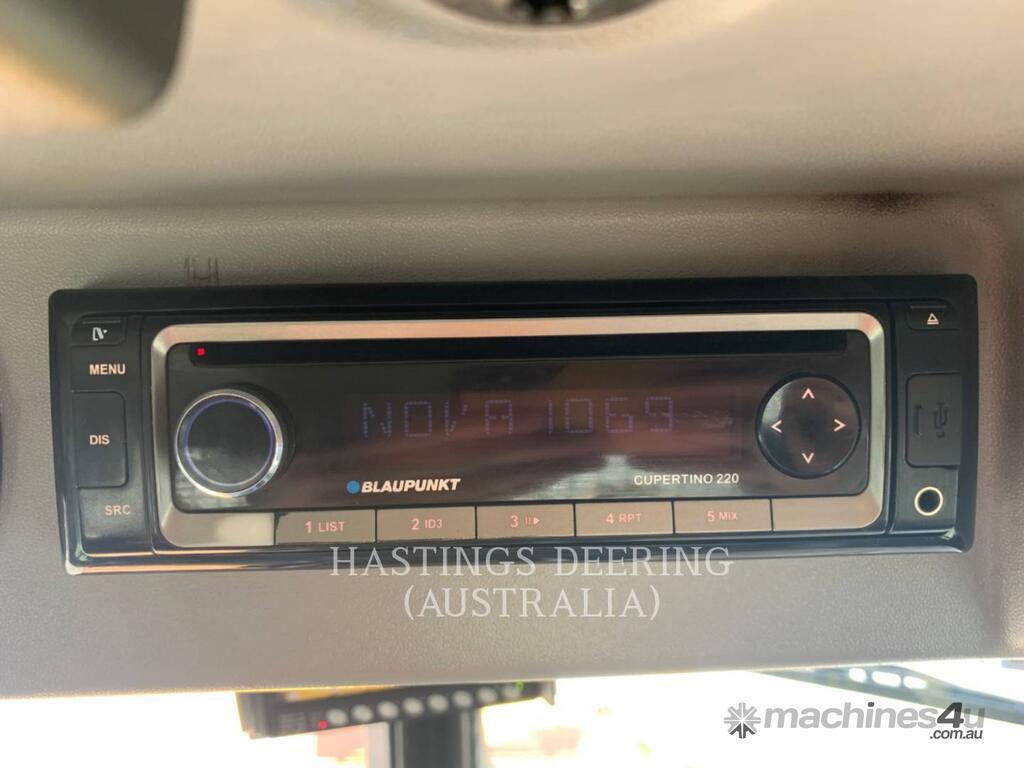 14
MENU
DIS
SRC
NOVA 1069
BLAUPUNKT
CUPERTINO 220
1 LIST
2 ID3
3
4 RPT
5 MIX
HASTINGS DEERING
(AUSTRALIA)
machines4u
.com.au